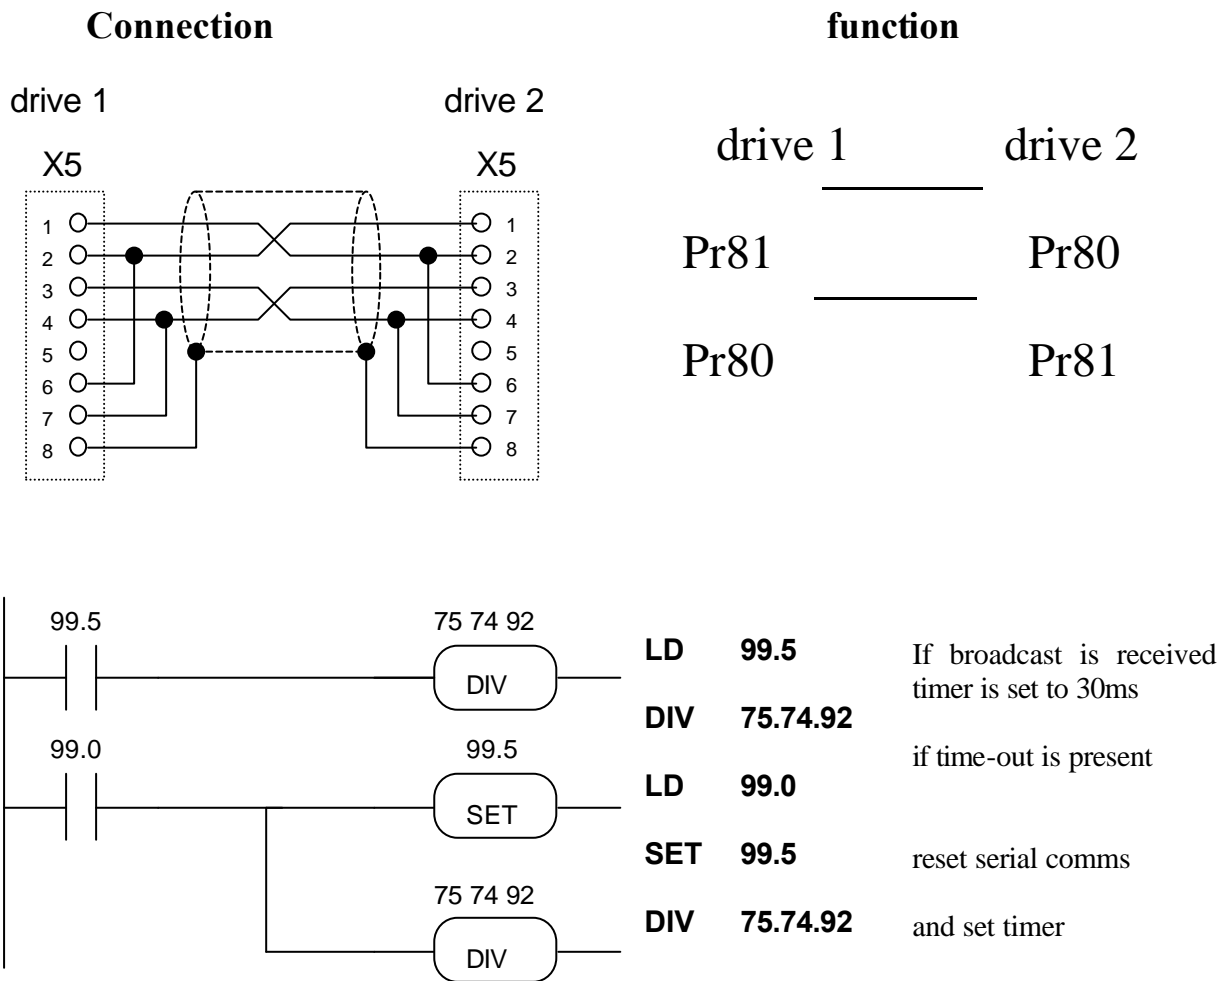 Connection function
drive 1 drive 2
X5 X5
1 1
2 2
3 3
4 4
5 5
6 6
7 7
8 8
drive 1 drive 2
Pr81 Pr80
Pr80 Pr81
99.5 75 74 92
DIV
99.0 99.5
SET
75 74 92
DIV
LD 99.5 If broadcast is received
timer is set to 30ms
DIV 75.74.92
if time-out is present
LD 99.0
SET 99.5 reset serial comms
DIV 75.74.92 and set timer